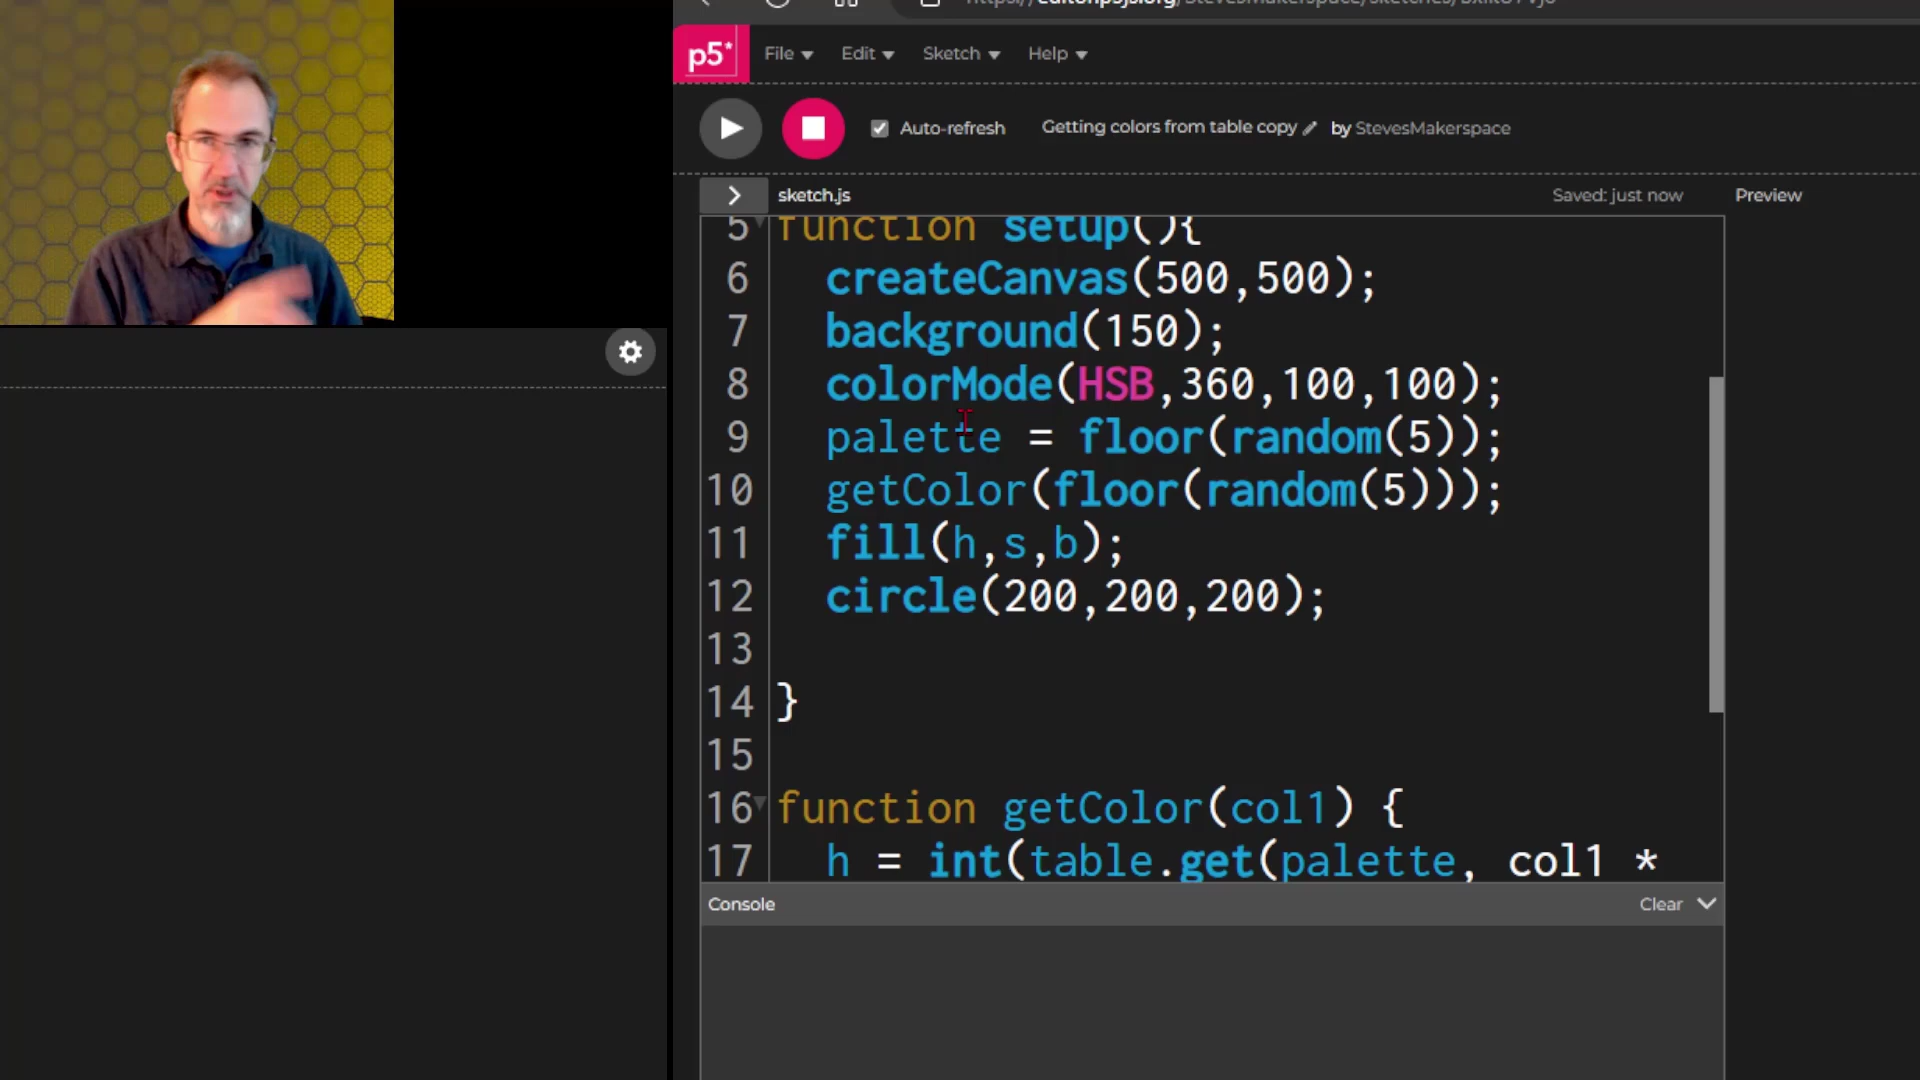 p5* File Edit Sketch Help
Auto-refresh Getting colors from table copy by StevesMakerspace
sketch.js Saved: just now Preview
5 function setup(){
6 createCanvas(500,500);
7 background(150);
8 colorMode(HSB,360,100,100);
9 palette = floor(random(5));
10 getColor(floor(random(5)));
11 fill(h,s,b);
12 circle(200,200,200);
13
14 }
15
16 function getColor(col1) {
17 h = int(table.get(palette, col1 *
Console Clear